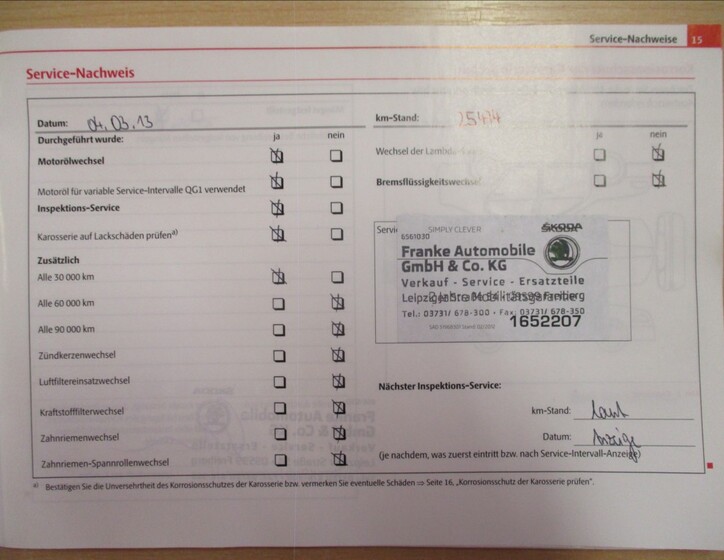 Service-Nachweise 15
Service-Nachweis
Datum: 04.03.13
Durchgeführt wurde: ja nein
Motorölwechsel
Motoröl für variable Service-Intervalle QG1 verwendet
Inspektions-Service
Karosserie auf Lackschäden prüfen a)
Zusätzlich
Alle 30 000 km
Alle 60 000 km
Alle 90 000 km
Zündkerzenwechsel
Luftfiltereinsatzwechsel
Kraftstofffilterwechsel
Zahnriemenwechsel
Zahnriemen-Spannrollenwechsel
km-Stand:
ja nein
Wechsel der
Bremsflüssigkeitswechsel
SIMPLY CLEVER ŠKODA
6561030
Franke Automobile
GmbH & Co. KG
Verkauf - Service - Ersatzteile
Tel.: 03731/ 678-300 - Fax: 03731/ 678-350
1652207
Nächster Inspektions-Service:
km-Stand: laut
Datum: Anzeige
(je nachdem, was zuerst eintritt bzw. nach Service-Intervall-Anzeige)
a) Bestätigen Sie die Unversehrtheit des Korrosionsschutzes der Karosserie bzw. vermerken Sie eventuelle Schäden ⇒ Seite 16, „Korrosionsschutz der Karosserie prüfen“.